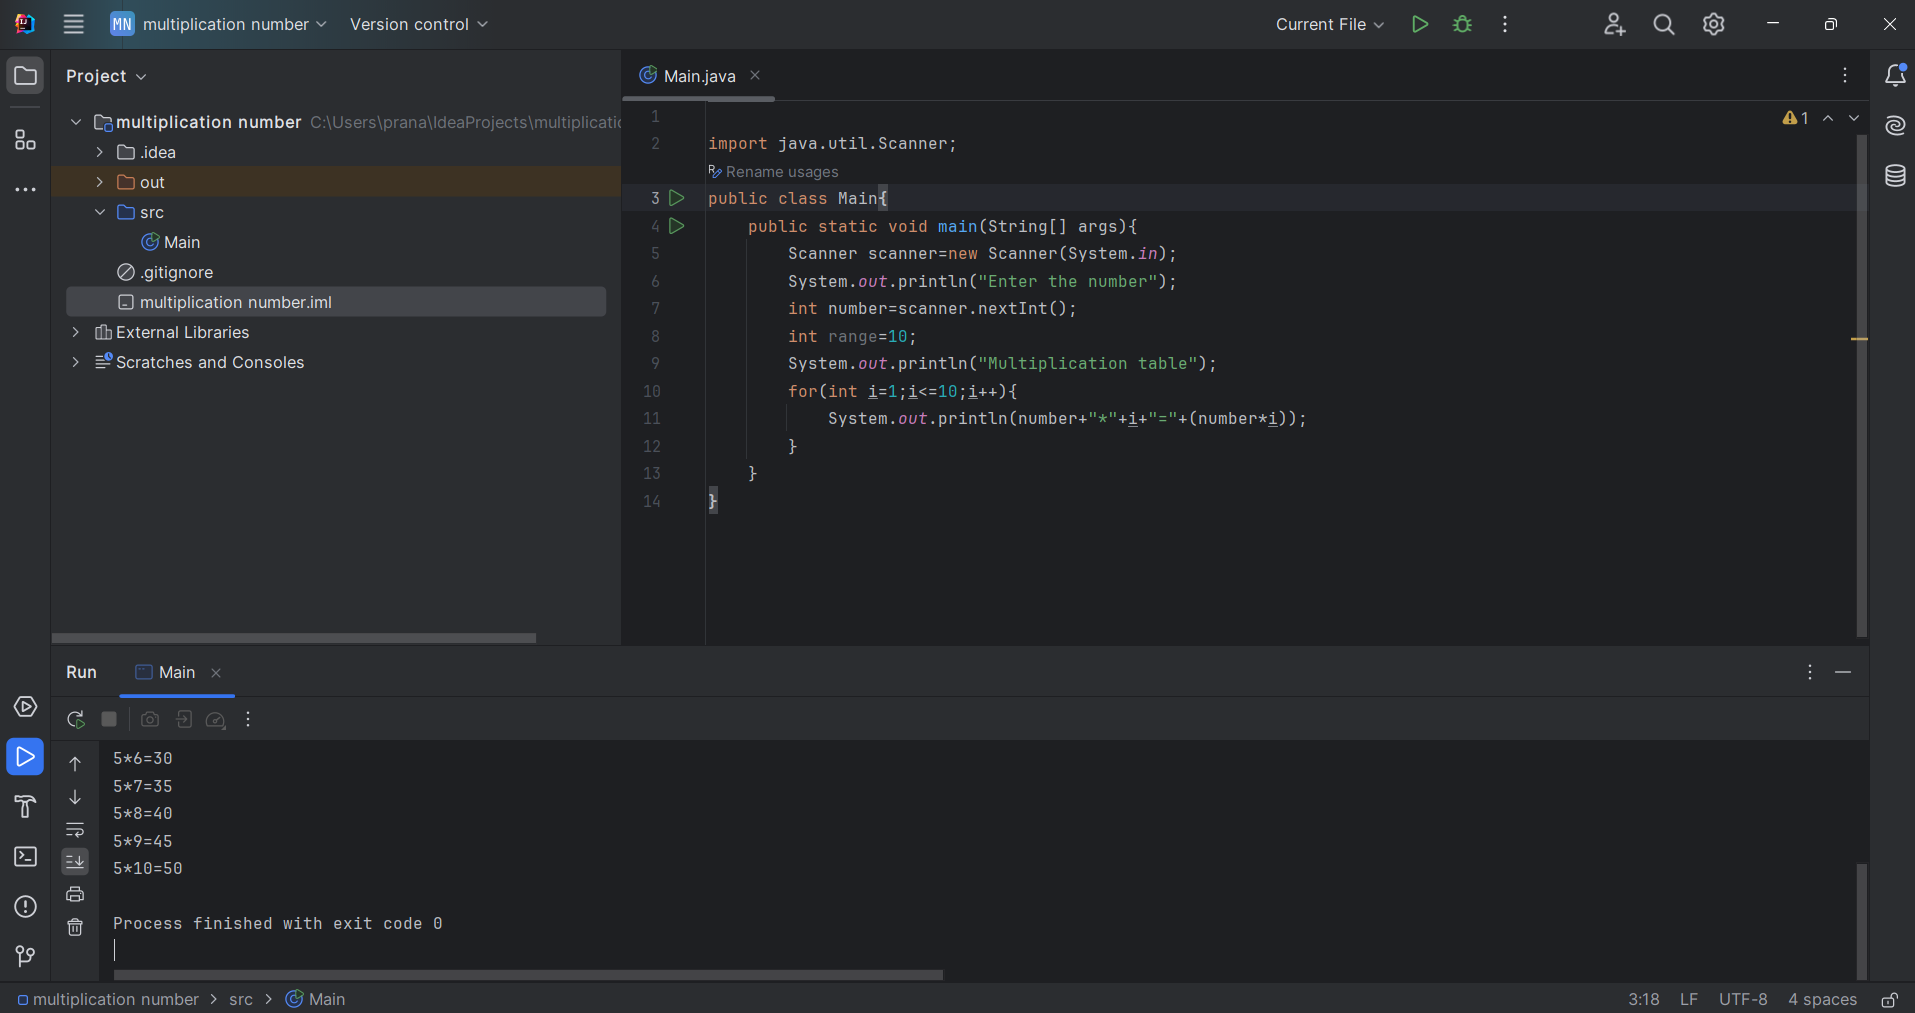 MN multiplication number Version control Current File
Project
multiplication number C:\Users\prana\IdeaProjects\multiplicatio
.idea
out
src
Main
.gitignore
multiplication number.iml
External Libraries
Scratches and Consoles
Main.java
1
1
2 import java.util.Scanner;
Rename usages
3 public class Main{
4 public static void main(String[] args){
5 Scanner scanner=new Scanner(System.in);
6 System.out.println("Enter the number");
7 int number=scanner.nextInt();
8 int range=10;
9 System.out.println("Multiplication table");
10 for(int i=1;i<=10;i++){
11 System.out.println(number+"*"+i+"="+(number*i));
12 }
13 }
14 }
Run Main
5*6=30
5*7=35
5*8=40
5*9=45
5*10=50
Process finished with exit code 0
multiplication number > src > Main 3:18 LF UTF-8 4 spaces